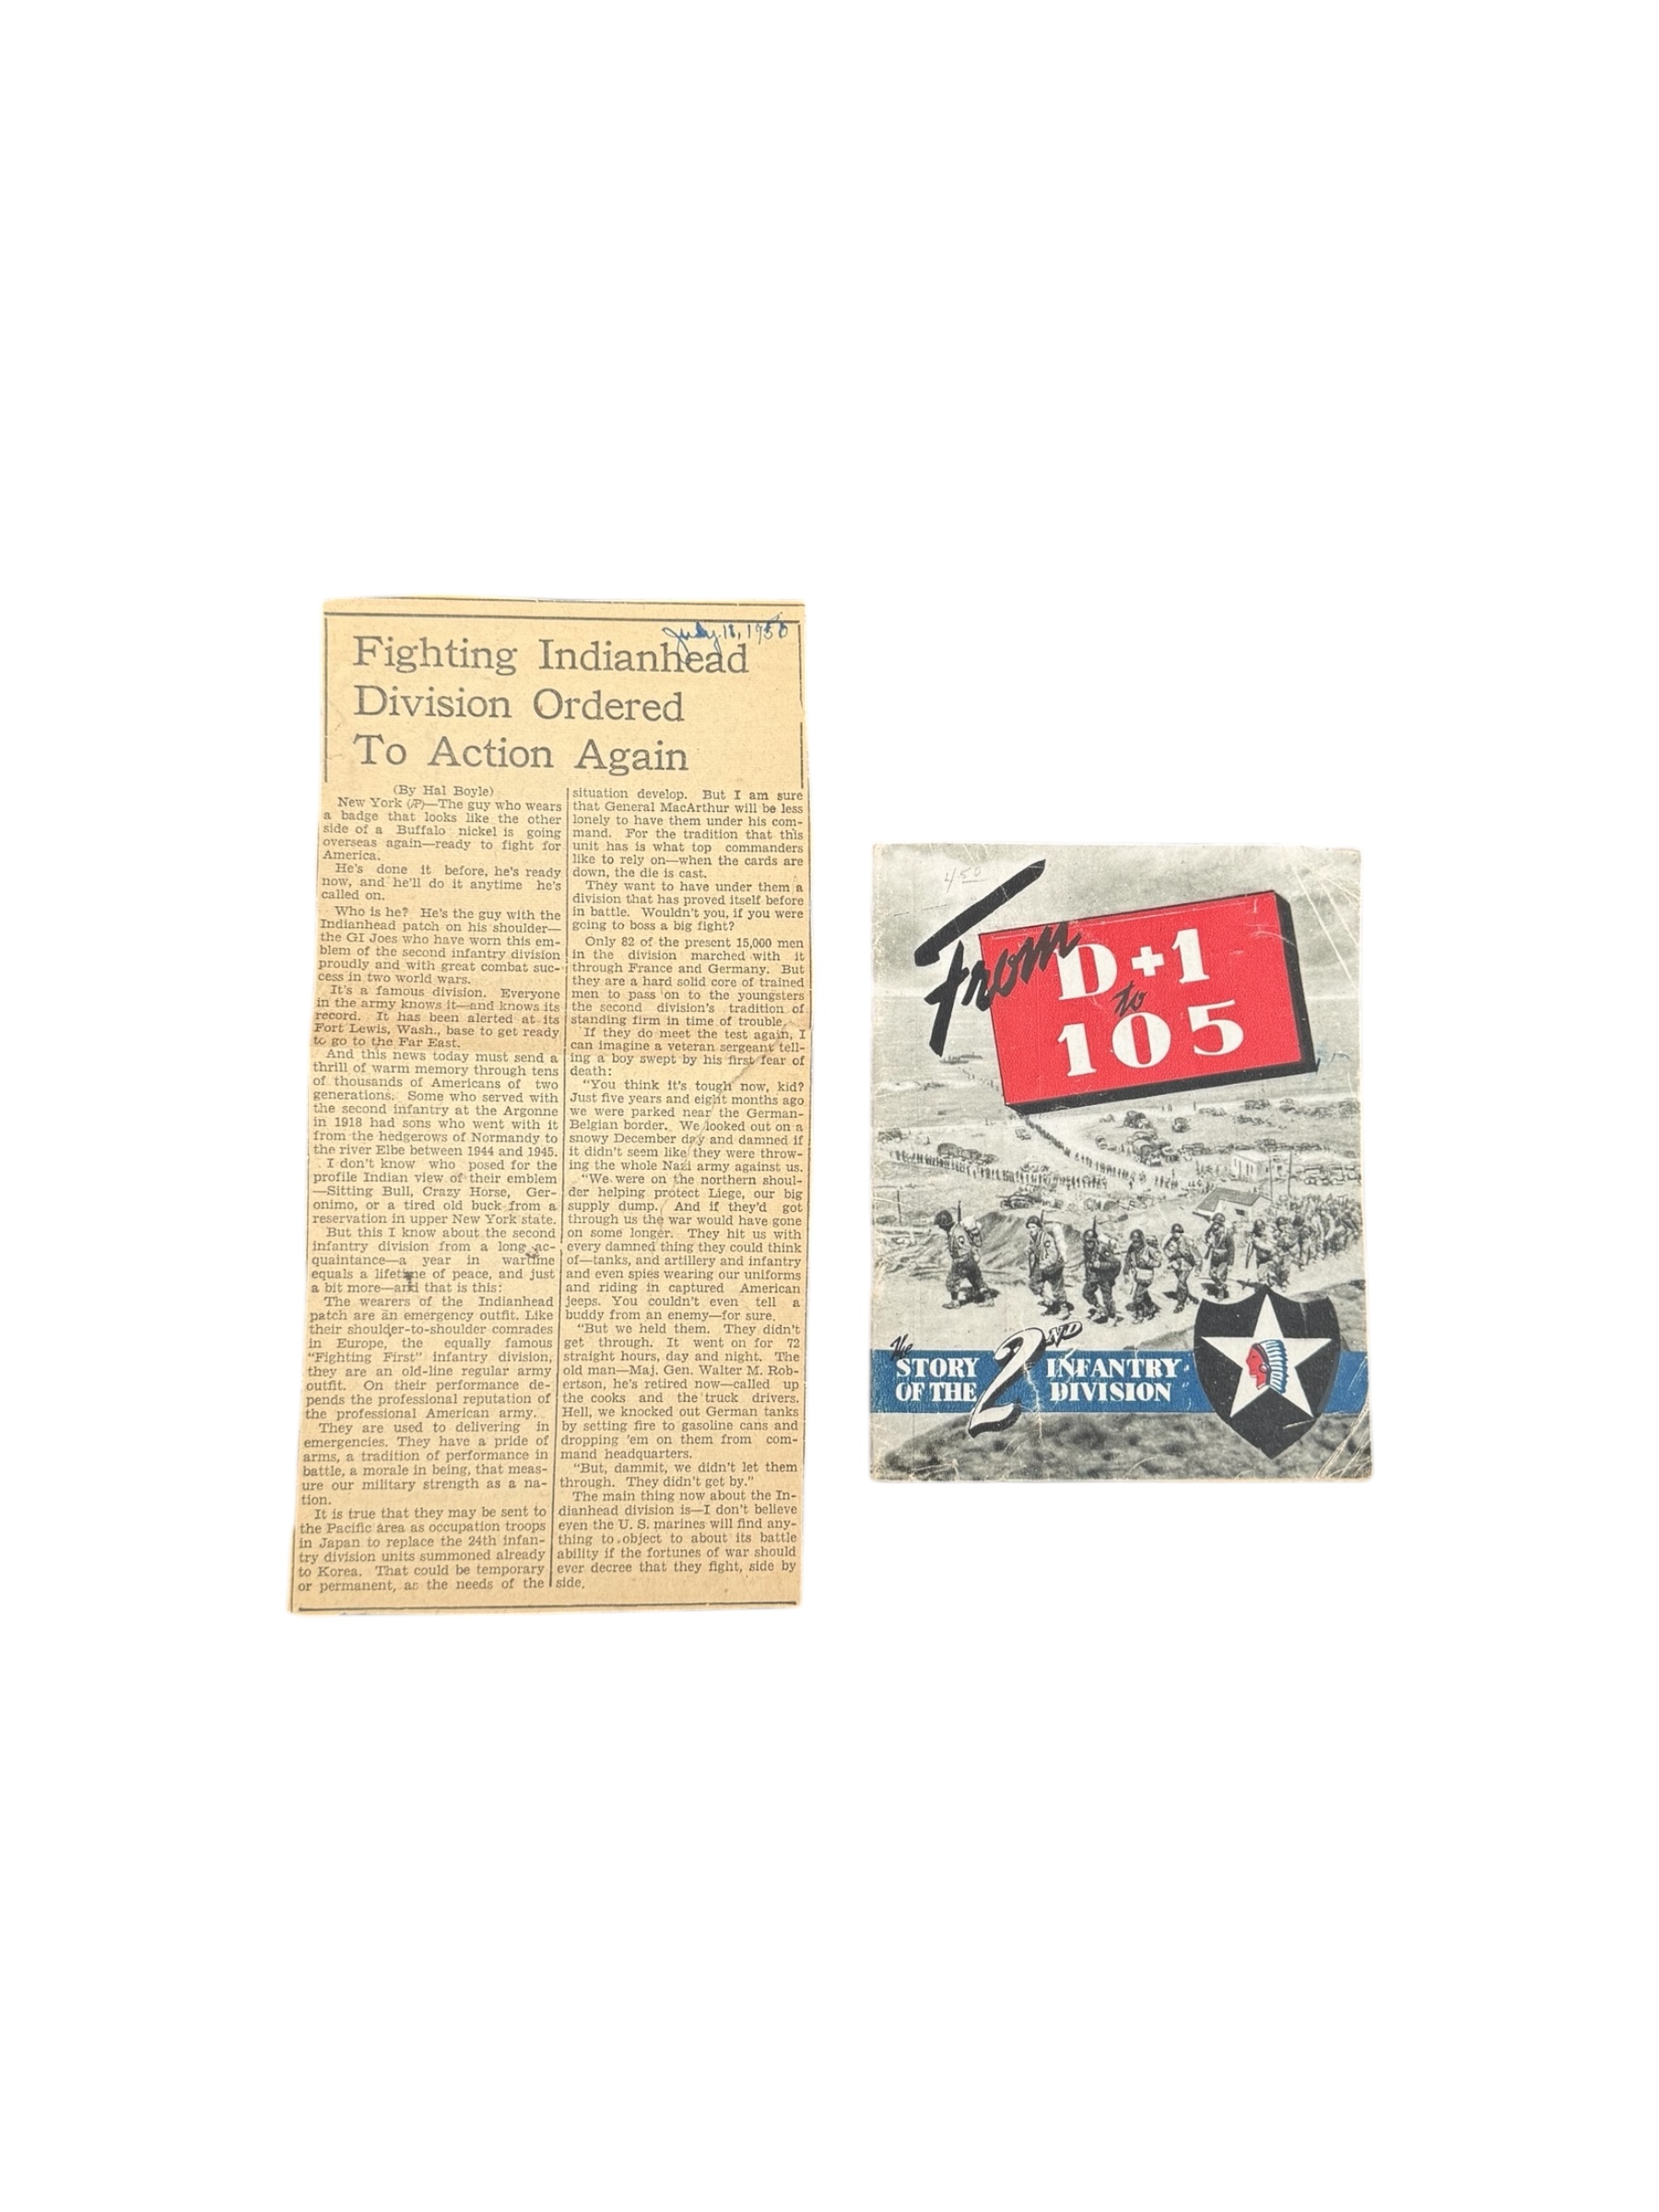 July 18, 1950
Fighting Indianhead
Division Ordered
To Action Again
(By Hal Boyle)
New York (AP)—The guy who wears
a badge that looks like the other
side of a Buffalo nickel is going
overseas again—ready to fight for
America.
He's done it before, he's ready
now, and he'll do it anytime he's
called on.
Who is he? He's the guy with the
Indianhead patch on his shoulder—
the GI Joes who have worn this em-
blem of the second infantry division
proudly and with great combat suc-
cess in two world wars.
It's a famous division. Everyone
in the army knows it—and knows its
record. It has been alerted at its
Fort Lewis, Wash., base to get ready
to go to the Far East.
And this news today must send a
thrill of warm memory through tens
of thousands of Americans of two
generations. Some who served with
the second infantry at the Argonne
in 1918 had sons who went with it
from the hedgerows of Normandy to
the river Elbe between 1944 and 1945.
I don't know who posed for the
profile Indian view of their emblem
—Sitting Bull, Crazy Horse, Ger-
onimo, or a tired old buck from a
reservation in upper New York state.
But this I know about the second
infantry division from a long ac-
quaintance—a year in wartime
equals a lifetime of peace, and just
a bit more—and that is this:
The wearers of the Indianhead
patch are an emergency outfit. Like
their shoulder-to-shoulder comrades
in Europe, the equally famous
"Fighting First" infantry division,
they are an old-line regular army
outfit. On their performance de-
pends the professional reputation of
the professional American army.
They are used to delivering in
emergencies. They have a pride of
arms, a tradition of performance in
battle, a morale in being, that meas-
ure our military strength as a na-
tion.
It is true that they may be sent to
the Pacific area as occupation troops
in Japan to replace the 24th infan-
try division units summoned already
to Korea. That could be temporary
or permanent, as the needs of the
situation develop. But I am sure
that General MacArthur will be less
lonely to have them under his com-
mand. For the tradition that this
unit has is what top commanders
like to rely on—when the cards are
down, the die is cast.
They want to have under them a
division that has proved itself before
in battle. Wouldn't you, if you were
going to boss a big fight?
Only 82 of the present 15,000 men
in the division marched with it
through France and Germany. But
they are a hard solid core of trained
men to pass on to the youngsters
the second division's tradition of
standing firm in time of trouble.
If they do meet the test again, I
can imagine a veteran sergeant tell-
ing a boy swept by his first fear of
death:
"You think it's tough now, kid?
Just five years and eight months ago
we were parked near the German-
Belgian border. We looked out on a
snowy December day and damned if
it didn't seem like they were throw-
ing the whole Nazi army against us.
"We were on the northern shoul-
der helping protect Liege, our big
supply dump. And if they'd got
through us the war would have gone
on some longer. They hit us with
every damned thing they could think
of—tanks, and artillery and infantry
and even spies wearing our uniforms
and riding in captured American
jeeps. You couldn't even tell a
buddy from an enemy—for sure.
"But we held them. They didn't
get through. It went on for 72
straight hours, day and night. The
old man—Maj. Gen. Walter M. Rob-
ertson, he's retired now—called up
the cooks and the truck drivers.
Hell, we knocked out German tanks
by setting fire to gasoline cans and
dropping 'em on them from com-
mand headquarters.
"But, dammit, we didn't let them
through. They didn't get by."
The main thing now about the In-
dianhead division is—I don't believe
even the U. S. marines will find any-
thing to object to about its battle
ability if the fortunes of war should
ever decree that they fight, side by
side.
4.50
From
D+1
to
105
The
STORY
OF THE
2ND
INFANTRY
DIVISION